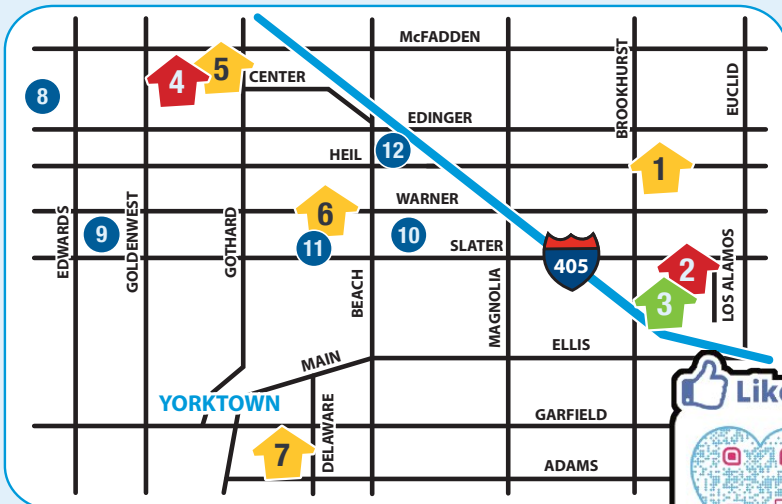 McFADDEN
BROOKHURST
EUCLID
4
5
CENTER
8
EDINGER
HEIL
12
1
WARNER
EDWARDS
9
GOLDENWEST
GOTHARD
6
11
10
SLATER
BEACH
MAGNOLIA
405
2
3
LOS ALAMOS
MAIN
ELLIS
YORKTOWN
DELAWARE
GARFIELD
7
ADAMS